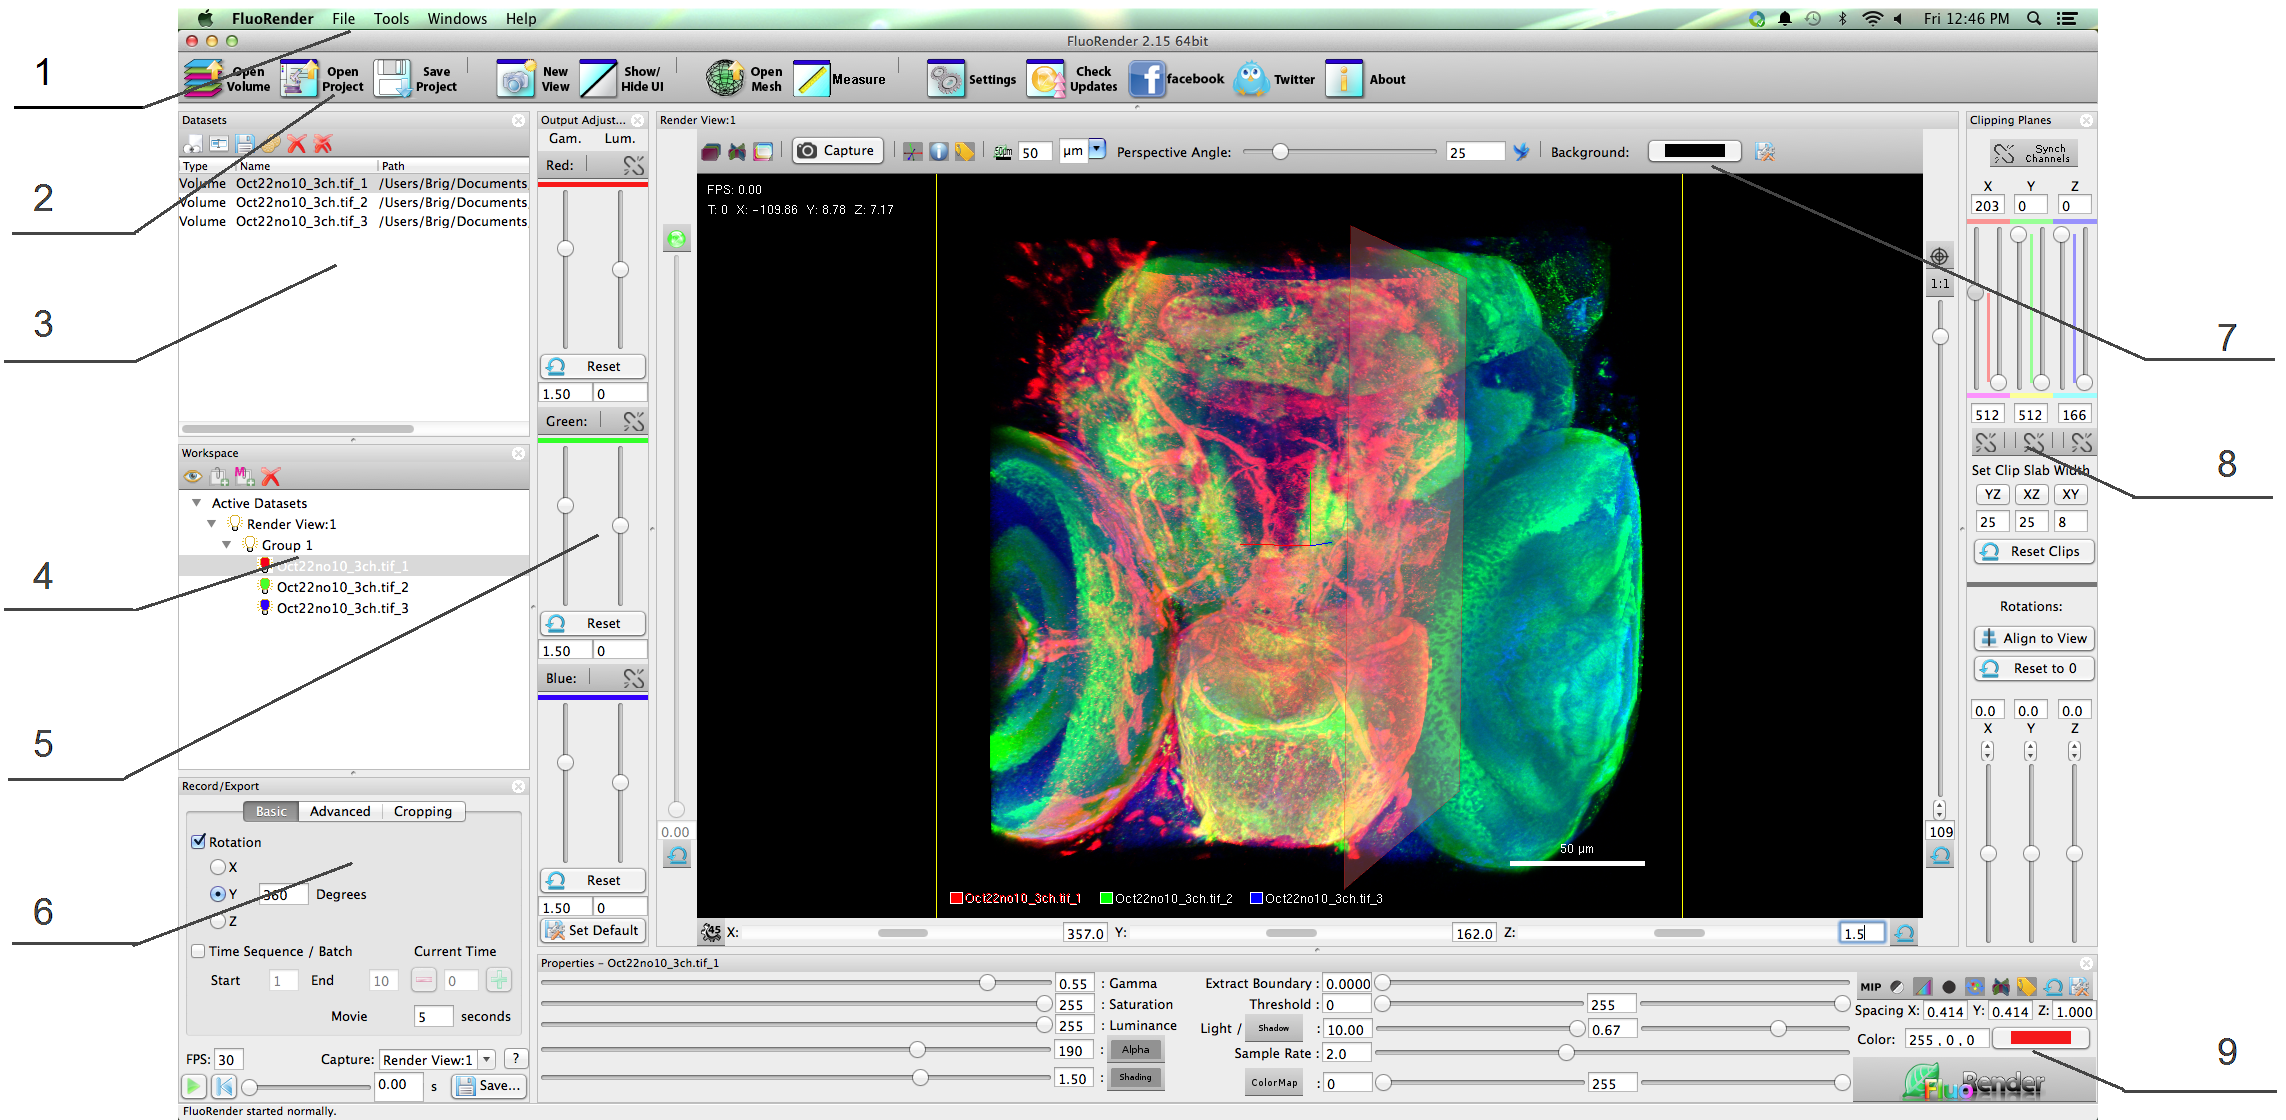 FluoRender File Tools Windows Help Fri 12:46 PM
FluoRender 2.15 64bit
Open Volume Open Project Save Project New View Show/ Hide UI Open Mesh Measure Settings Check Updates facebook Twitter About
1
2
3
4
5
6
7
8
9
Datasets
Type Name Path
Volume Oct22no10_3ch.tif_1 /Users/Brig/Documents
Volume Oct22no10_3ch.tif_2 /Users/Brig/Documents
Volume Oct22no10_3ch.tif_3 /Users/Brig/Documents
Workspace
Active Datasets
Render View:1
Group 1
Oct22no10_3ch.tif_1
Oct22no10_3ch.tif_2
Oct22no10_3ch.tif_3
Record/Export
Basic Advanced Cropping
Rotation
X
Y 360 Degrees
Z
Time Sequence / Batch Current Time
Start 1 End 10 0
Movie 5 seconds
FPS: 30 Capture: Render View:1 ?
0.00 s Save...
FluoRender started normally.
Output Adjust...
Gam. Lum.
Red:
Reset
1.50 0
Green:
Reset
1.50 0
Blue:
Reset
1.50 0
Set Default
Render View:1
Capture 50 µm Perspective Angle: 25 Background:
FPS: 0.00
T: 0 X: -109.86 Y: 8.78 Z: 7.17
0.00
50 µm
Oct22no10_3ch.tif_1 Oct22no10_3ch.tif_2 Oct22no10_3ch.tif_3
45 X: 357.0 Y: 162.0 Z: 1.5
1:1
109
Clipping Planes
Synch Channels
X Y Z
203 0 0
512 512 166
Set Clip Slab Width
YZ XZ XY
25 25 8
Reset Clips
Rotations:
Align to View
Reset to 0
0.0 0.0 0.0
X Y Z
Properties - Oct22no10_3ch.tif_1
0.55 : Gamma Extract Boundary : 0.0000 MIP
255 : Saturation Threshold : 0 255 Spacing X: 0.414 Y: 0.414 Z: 1.000
255 : Luminance Light / Shadow : 10.00 0.67 Color: 255 , 0 , 0
190 : Alpha Sample Rate : 2.0
1.50 : Shading ColorMap : 0 255 FluoRender